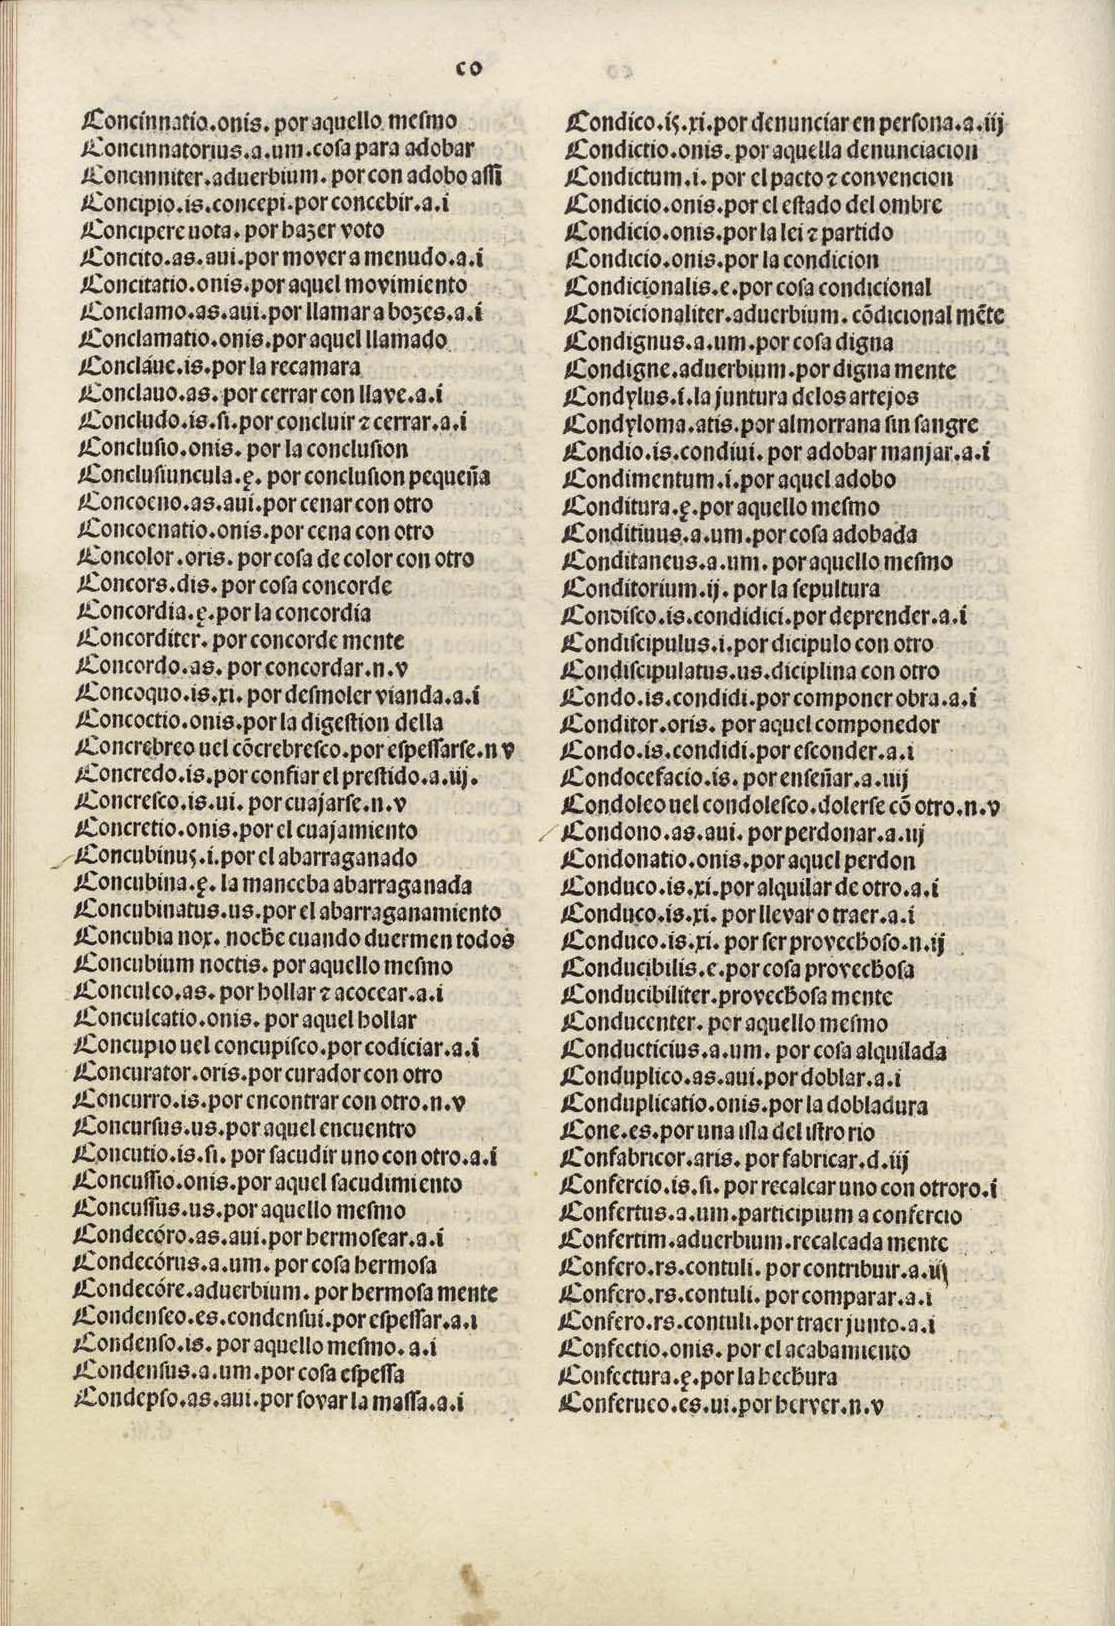 co
Concinnatio.onis. por aquello mesmo
Concinnatorius.a.um.cosa para adobar
Concinniter.aduerbium. por con adobo assi
Concipio.is.concepi.por concebir.a.i
Concipere uota. por hazer voto
Concito.as.aui.por mover a menudo.a.i
Concitatio.onis.por aquel movimiento
Conclamo.as.aui.por llamar a bozes.a.i
Conclamatio.onis.por aquel llamado
Concláue.is.por la recamara
Conclauo.as. por cerrar con llave.a.i
Concludo.is.si.por concluir ⁊ cerrar.a.i
Conclusio.onis. por la conclusion
Conclusiuncula.ę. por conclusion pequeña
Concoeno.as.aui.por cenar con otro
Concoenatio.onis.por cena con otro
Concolor.oris. por cosa de color con otro
Concors.dis. por cosa concorde
Concordia.ę.por la concordia
Concorditer. por concorde mente
Concordo.as. por concordar.n.v
Concoquo.is.xi. por desmoler vianda.a.i
Concoctio.onis.por la digestion della
Concrebreo uel cõcrebresco.por espessarse.n v
Concredo.is.por confiar el prestido.a.iij.
Concresco.is.ui. por cuajarse.n.v
Concretio.onis.por el cuajamiento
Concubinus.i.por el abarraganado
Concubina.ę. la manceba abarraganada
Concubinatus.us.por el abarraganamiento
Concubia nox. noche cuando duermen todos
Concubium noctis. por aquello mesmo
Conculco.as. por hollar ⁊ acocear.a.i
Conculcatio.onis. por aquel hollar
Concupio uel concupisco.por codiciar.a.i
Concurator.oris.por curador con otro
Concurro.is.por encontrar con otro.n.v
Concursus.us.por aquel encuentro
Concutio.is.si. por sacudir uno con otro.a.i
Concussio.onis.por aquel sacudimiento
Concussus.us.por aquello mesmo
Condecóro.as.aui.por hermosear.a.i
Condecórus.a.um. por cosa hermosa
Condecóre.aduerbium. por hermosa mente
Condenseo.es.condensui.por espessar.a.i
Condenso.is. por aquello mesmo.a.i
Condensus.a.um.por cosa espessa
Condepso.as.aui.por sovar la massa.a.i
Condico.is.xi.por denunciar en persona.a.iij
Condictio.onis. por aquella denunciacion
Condictum.i. por el pacto ⁊ convencion
Condicio.onis.por el estado del ombre
Condicio.onis.por la lei ⁊ partido
Condicio.onis.por la condicion
Condicionalis.e.por cosa condicional
Condicionaliter.aduerbium. cõdicional mẽte
Condignus.a.um.por cosa digna
Condigne.aduerbium.por digna mente
Condylus.i.la juntura delos artejos
Condyloma.atis.por almorrana sin sangre
Condio.is.condiui. por adobar manjar.a.i
Condimentum.i.por aquel adobo
Conditura.ę.por aquello mesmo
Conditiuus.a.um.por cosa adobada
Conditaneus.a.um. por aquello mesmo
Conditorium.ij. por la sepultura
Condisco.is.condidici.por deprender.a.i
Condiscipulus.i.por dicipulo con otro
Condiscipulatus.us.diciplina con otro
Condo.is.condidi.por componer obra.a.i
Conditor.oris. por aquel componedor
Condo.is.condidi.por esconder.a.i
Condocefacio.is. por enseñar.a.iiij
Condoleo uel condolesco.dolerse cõ otro.n.v
Condono.as.aui. por perdonar.a.iij
Condonatio.onis.por aquel perdon
Conduco.is.xi.por alquilar de otro.a.i
Conduco.is.xi. por llevar o traer.a.i
Conduco.is.xi. por ser provechoso.n.ij
Conducibilis.e.por cosa provechosa
Conducibiliter.provechosa mente
Conducenter. por aquello mesmo
Conducticius.a.um. por cosa alquilada
Conduplico.as.aui.por doblar.a.i
Conduplicatio.onis.por la dobladura
Cone.es.por una isla del istro rio
Confabricor.aris. por fabricar.d.iij
Confercio.is.si. por recalcar uno con otroro.i
Confertus.a.um.participium a confercio
Confertim.aduerbium.recalcada mente
Confero.rs.contuli. por contribuir.a.iij
Confero.rs.contuli. por comparar.a.i
Confero.rs.contuli.por traer junto.a.i
Confectio.onis. por el acabamiento
Confectura.ę.por la hechura
Conferueo.es.ui.por herver.n.v